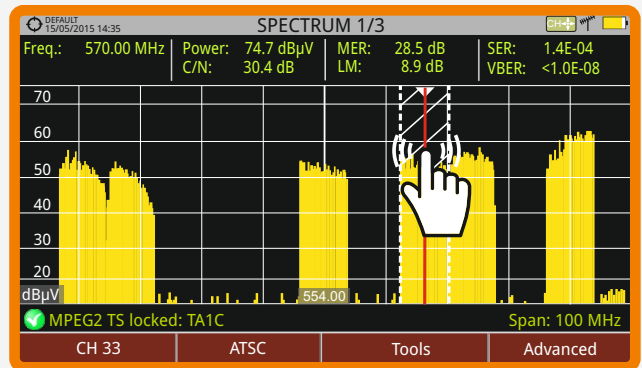 DEFAULT
15/05/2015 14:35
SPECTRUM 1/3
CH
Freq.: 570.00 MHz
Power: 74.7 dBµV
MER: 28.5 dB
SER: 1.4E-04
C/N: 30.4 dB
LM: 8.9 dB
VBER: <1.0E-08
70
60
50
40
30
20
dBµV
554.00
MPEG2 TS locked: TA1C
Span: 100 MHz
CH 33
ATSC
Tools
Advanced